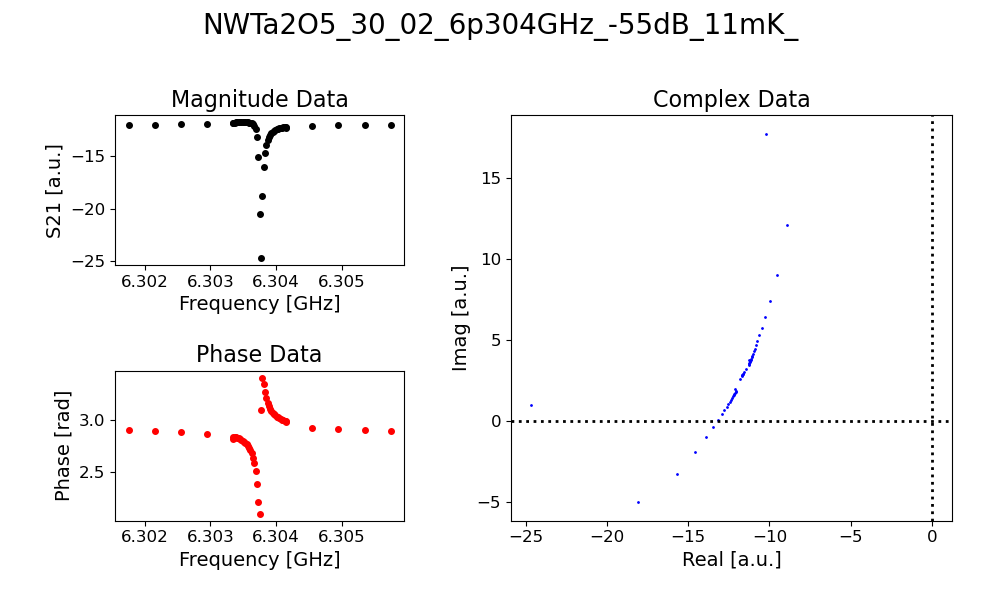 NWTa2O5_30_02_6p304GHz_-55dB_11mK_
Magnitude Data
S21 [a.u.]
−15
−20
−25
6.302 6.303 6.304 6.305
Frequency [GHz]
Phase Data
Phase [rad]
3.0
2.5
6.302 6.303 6.304 6.305
Frequency [GHz]
Complex Data
Imag [a.u.]
15
10
5
0
−5
−25 −20 −15 −10 −5 0
Real [a.u.]